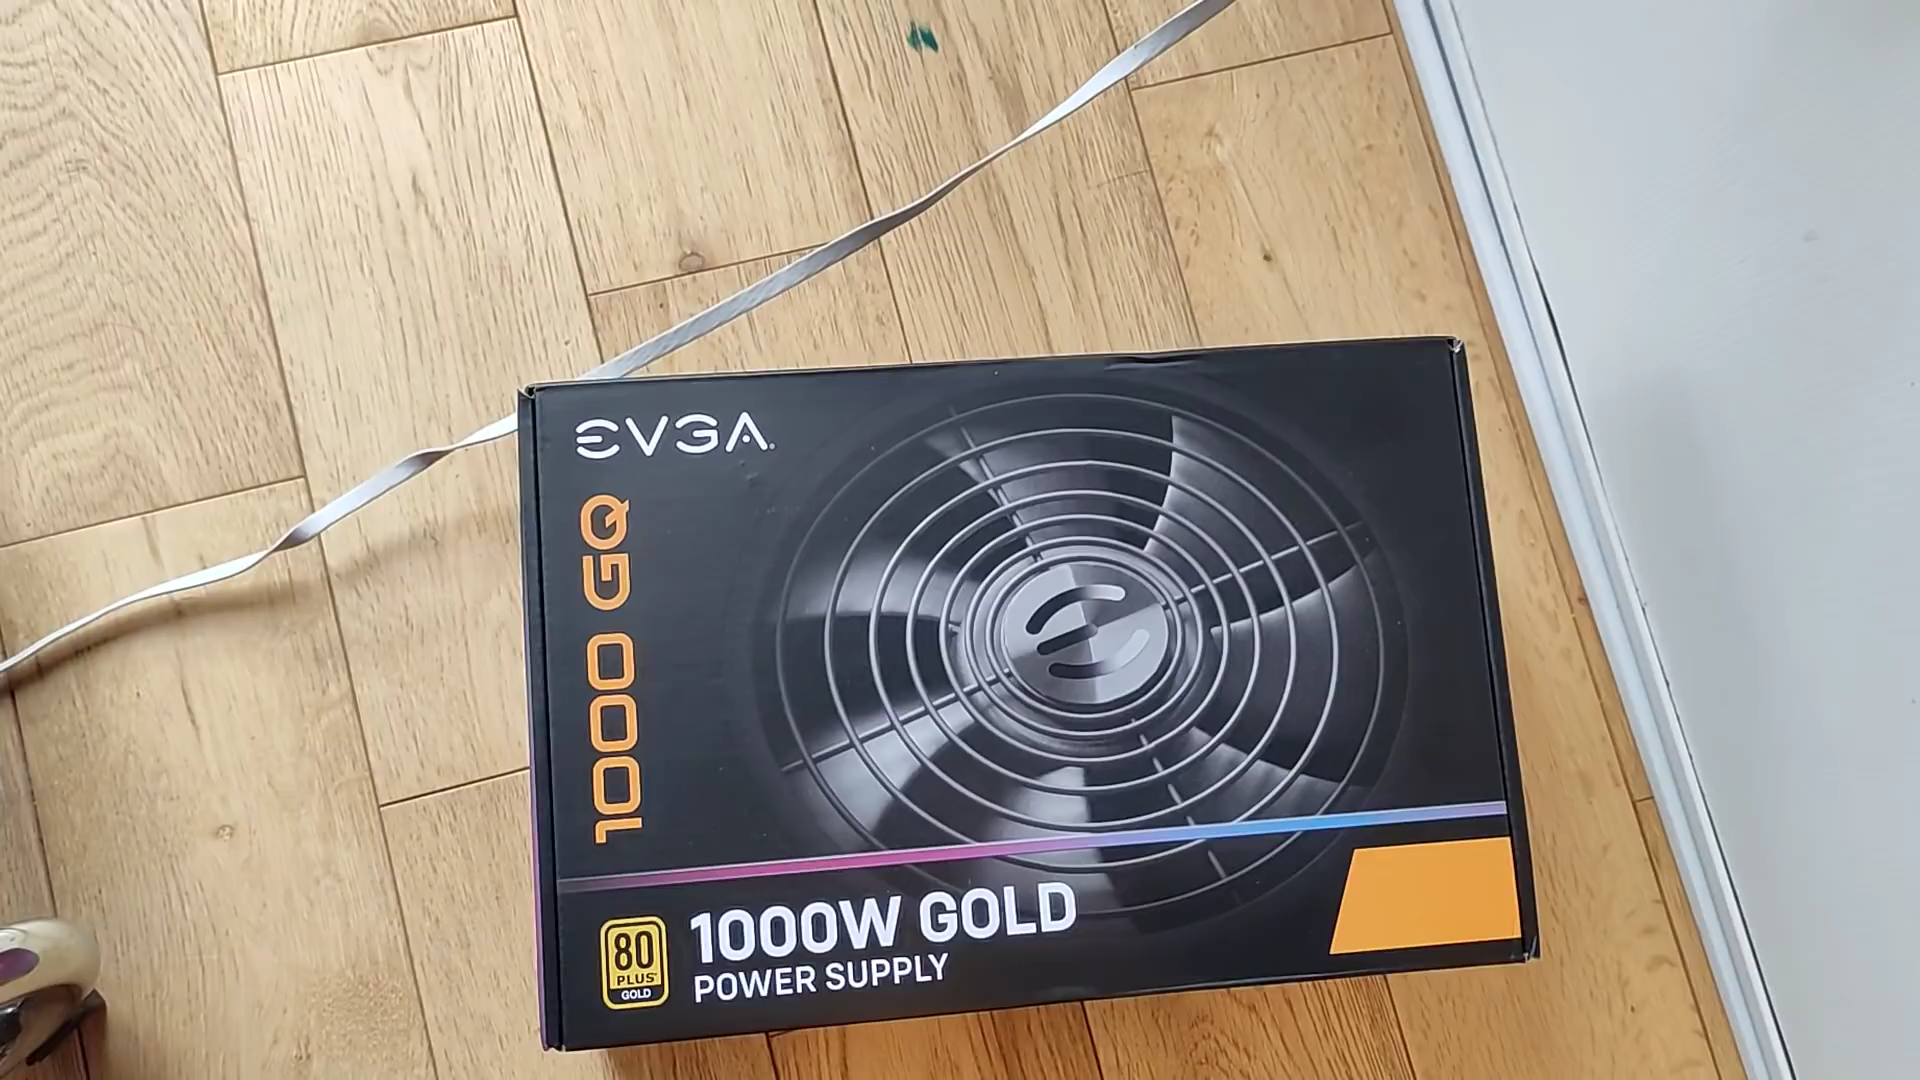 EVGA
1000 GQ
80
PLUS
GOLD
1000W GOLD
POWER SUPPLY